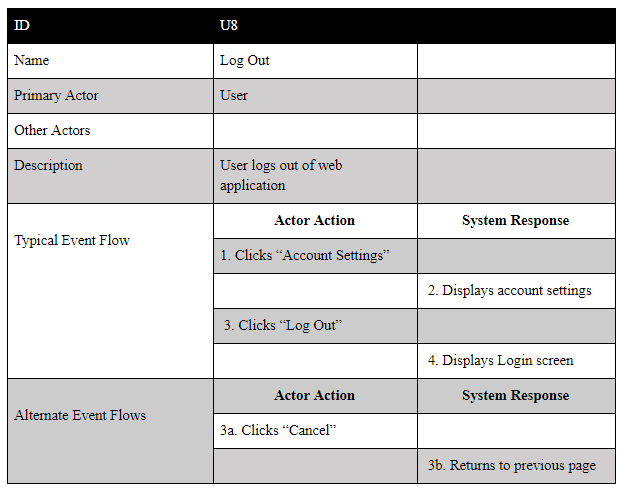 ID U8
Name Log Out
Primary Actor User
Other Actors
Description User logs out of web
application
Typical Event Flow
Actor Action System Response
1. Clicks “Account Settings”
2. Displays account settings
3. Clicks “Log Out”
4. Displays Login screen
Alternate Event Flows
Actor Action System Response
3a. Clicks “Cancel”
3b. Returns to previous page